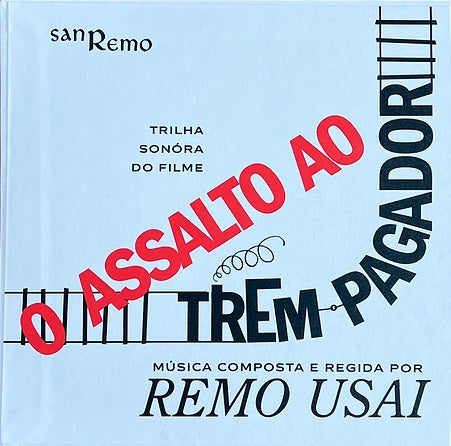 sanRemo
TRILHA
SONÓRA
DO FILME
O ASSALTO AO
TREM-PAGADOR
MÚSICA COMPOSTA E REGIDA POR
REMO USAI